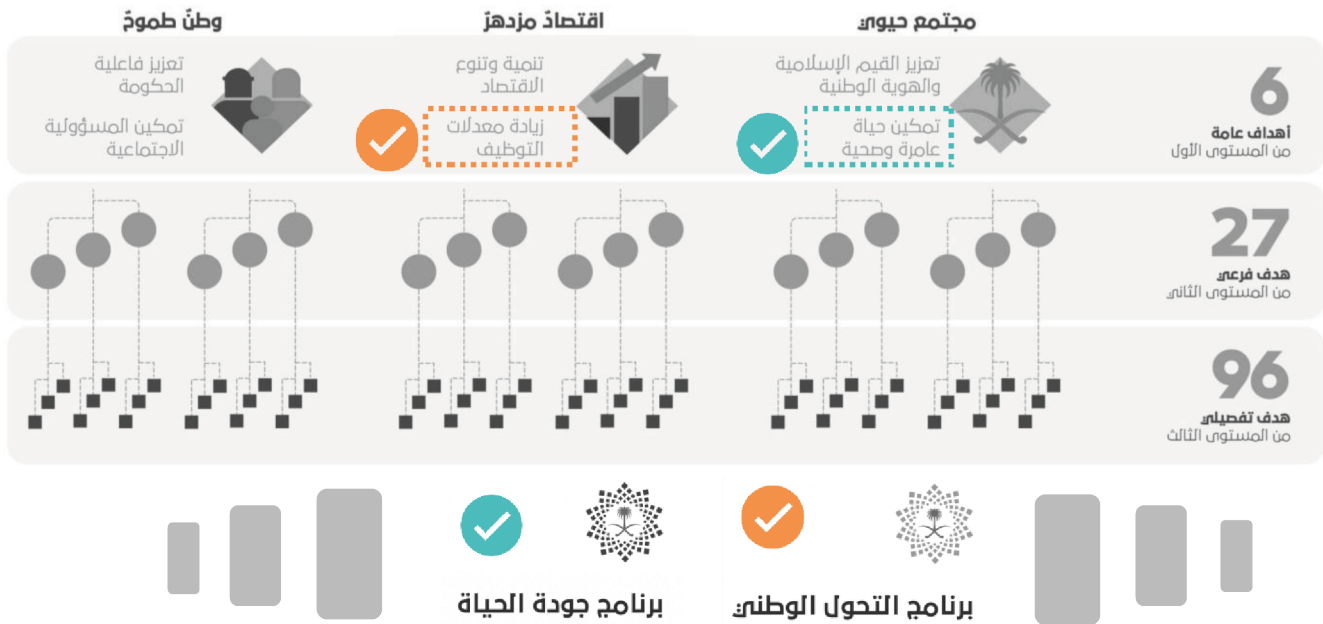 مجتمع حيوي
اقتصادٌ مزدهرٌ
وطنٌ طموحٌ
6
أهداف عامة
من المستوى الأول
تعزيز القيم الإسلامية
والهوية الوطنية
تمكين حياة
عامرة وصحية
تنمية وتنوع
الاقتصاد
زيادة معدلات
التوظيف
تعزيز فاعلية
الحكومة
تمكين المسؤولية
الاجتماعية
27
هدف فرعي
من المستوى الثاني
96
هدف تفصيلي
من المستوى الثالث
برنامج التحول الوطني
برنامج جودة الحياة